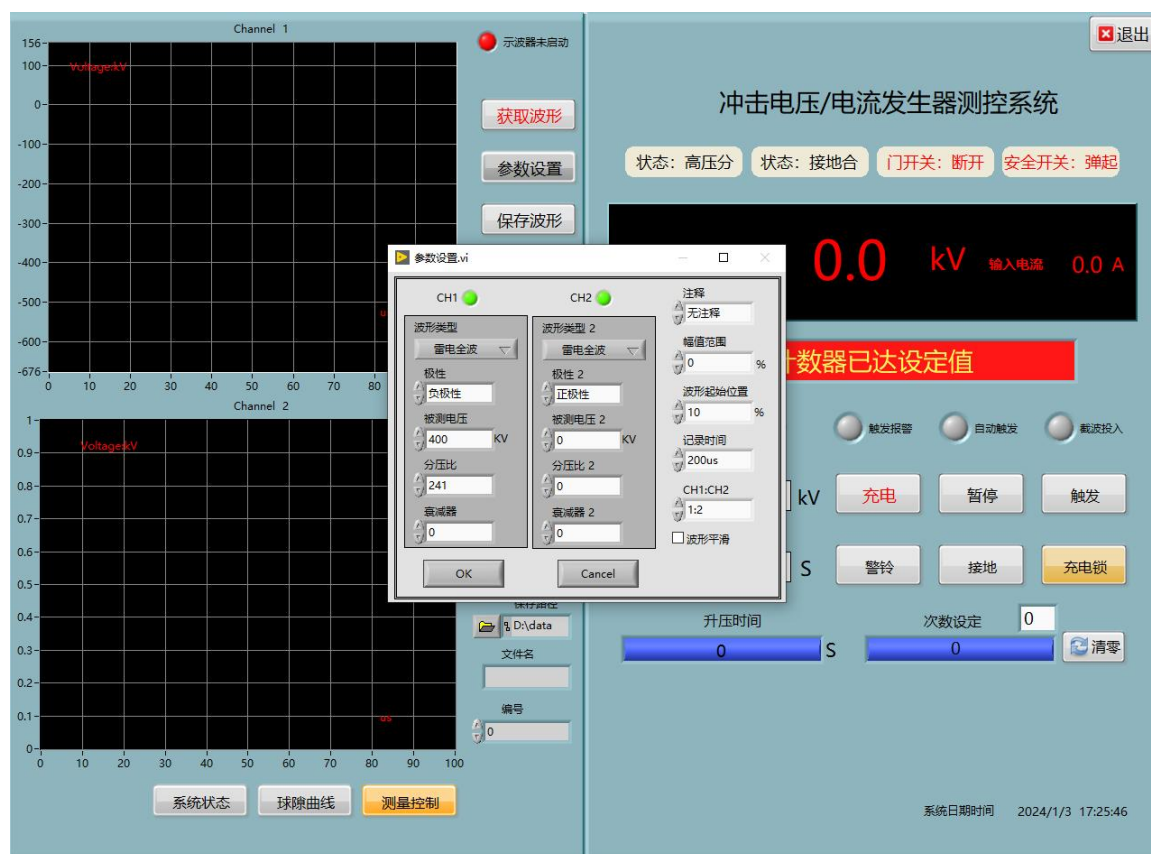 Channel 1
156
100
0
-100
-200
-300
-400
-500
-600
-676
Voltage:kV
0 10 20 30 40 50 60 70 80
示波器未启动
获取波形
参数设置
保存波形
Channel 2
1
0.9
0.8
0.7
0.6
0.5
0.4
0.3
0.2
0.1
0
Voltage:kV
us
0 10 20 30 40 50 60 70 80 90 100
D:\data
文件名
编号
0
系统状态
球隙曲线
测量控制
参数设置.vi
CH1
CH2
波形类型
雷电全波
极性
负极性
被测电压
400 KV
分压比
241
衰减器
0
波形类型 2
雷电全波
极性 2
正极性
被测电压 2
0 KV
分压比 2
0
衰减器 2
0
注释
无注释
幅值范围
0 %
波形起始位置
10 %
记录时间
200us
CH1:CH2
1:2
波形平滑
OK
Cancel
退出
冲击电压/电流发生器测控系统
状态：高压分
状态：接地合
门开关：断开
安全开关：弹起
0.0 kV 输入电流 0.0 A
数器已达设定值
触发报警
自动触发
截波投入
kV
充电
暂停
触发
S
警铃
接地
充电锁
升压时间
0 S
次数设定 0
0
清零
系统日期时间 2024/1/3 17:25:46